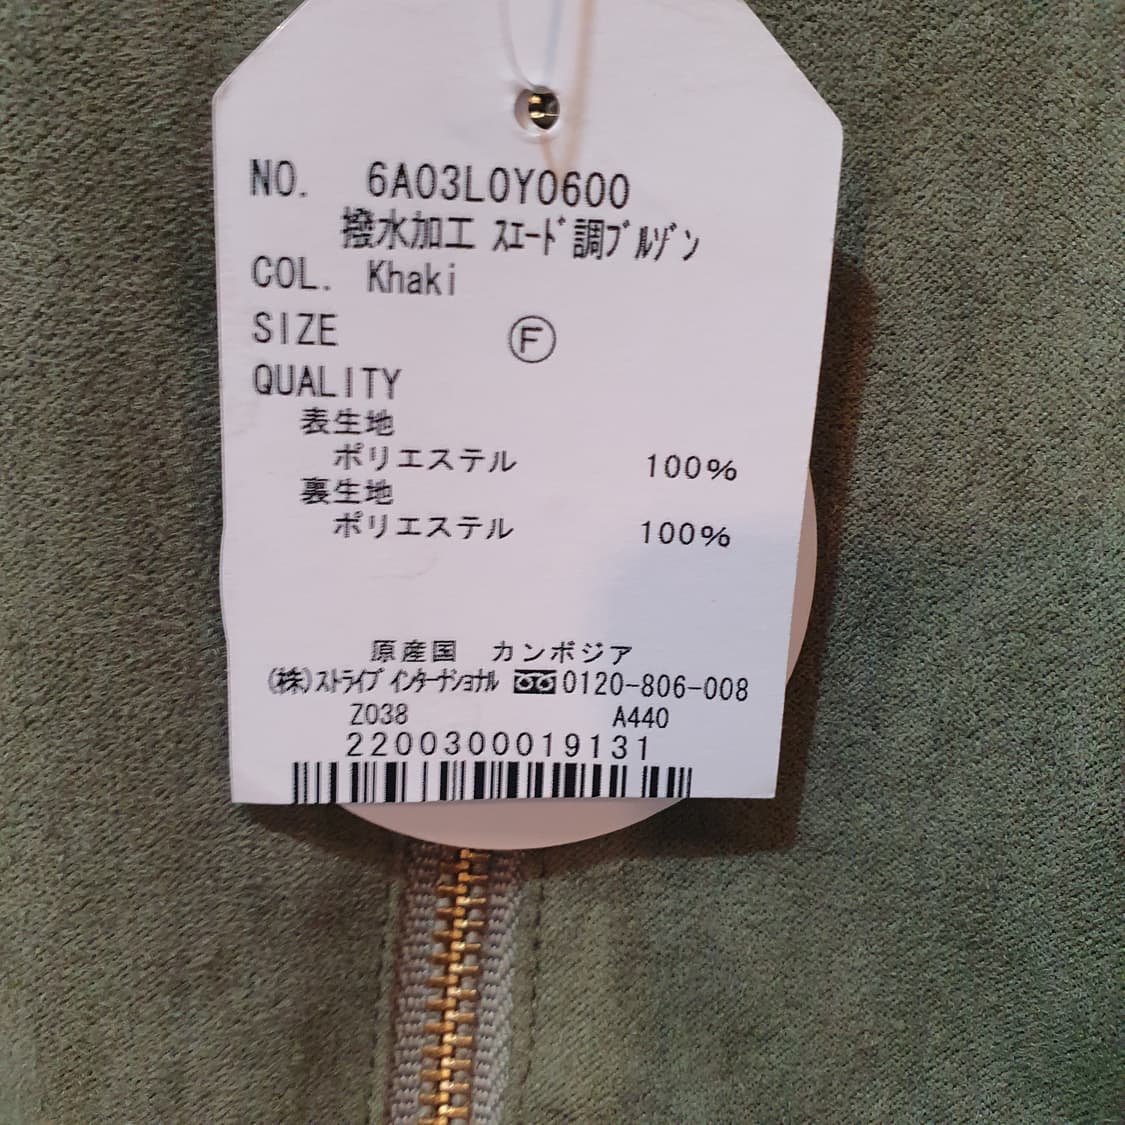 NO. 6A03L0Y0600
撥水加工 ｽｴｰﾄﾞ調ﾌﾞﾙｿﾞﾝ
COL. Khaki
SIZE Ⓕ
QUALITY
表生地
ポリエステル 100%
裏生地
ポリエステル 100%
原産国 カンボジア
(株)ｽﾄﾗｲﾌﾟｲﾝﾀｰﾅｼｮﾅﾙ 0120-806-008
Z038 A440
2200300019131